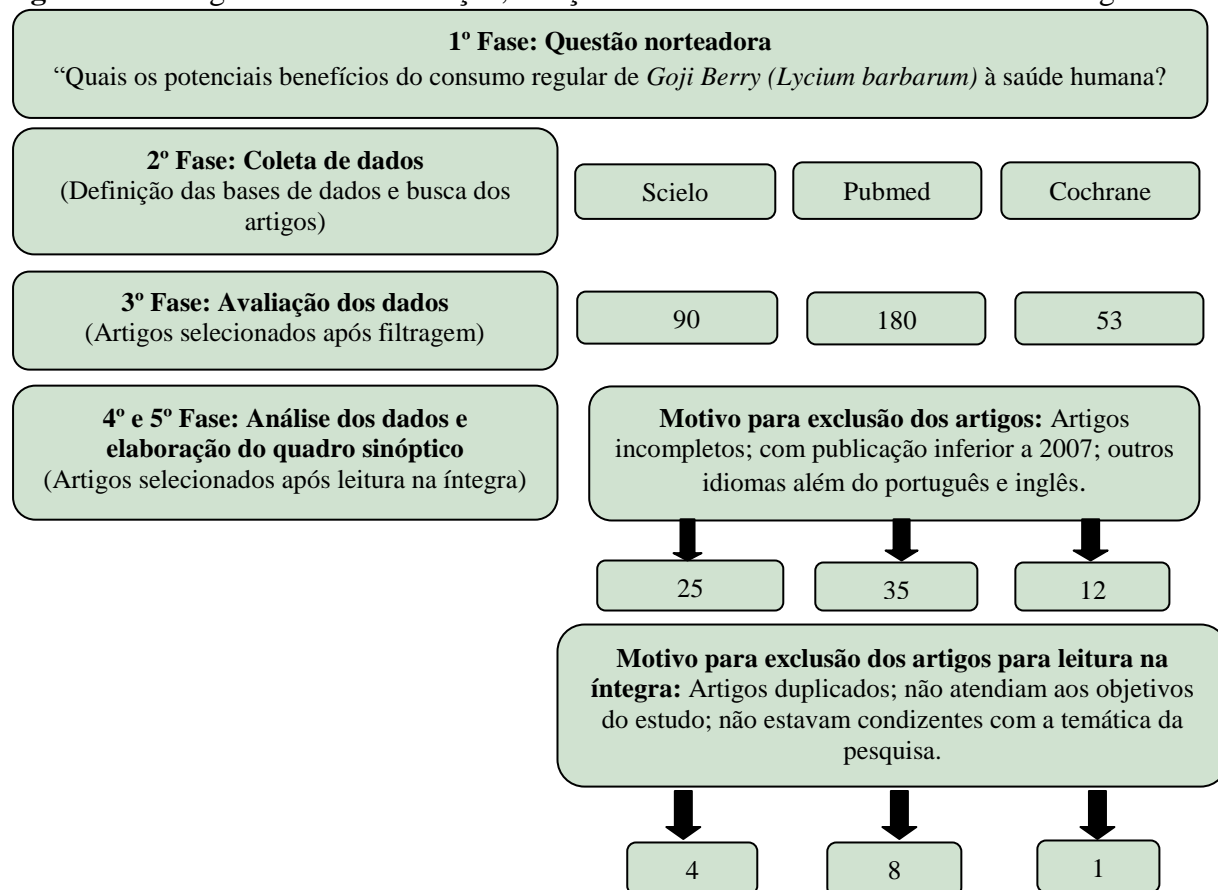 1º Fase: Questão norteadora
“Quais os potenciais benefícios do consumo regular de Goji Berry (Lycium barbarum) à saúde humana?
2º Fase: Coleta de dados
(Definição das bases de dados e busca dos
artigos)
Scielo
Pubmed
Cochrane
3º Fase: Avaliação dos dados
(Artigos selecionados após filtragem)
90
180
53
4º e 5º Fase: Análise dos dados e
elaboração do quadro sinóptico
(Artigos selecionados após leitura na íntegra)
Motivo para exclusão dos artigos: Artigos
incompletos; com publicação inferior a 2007; outros
idiomas além do português e inglês.
25
35
12
Motivo para exclusão dos artigos para leitura na
íntegra: Artigos duplicados; não atendiam aos objetivos
do estudo; não estavam condizentes com a temática da
pesquisa.
4
8
1